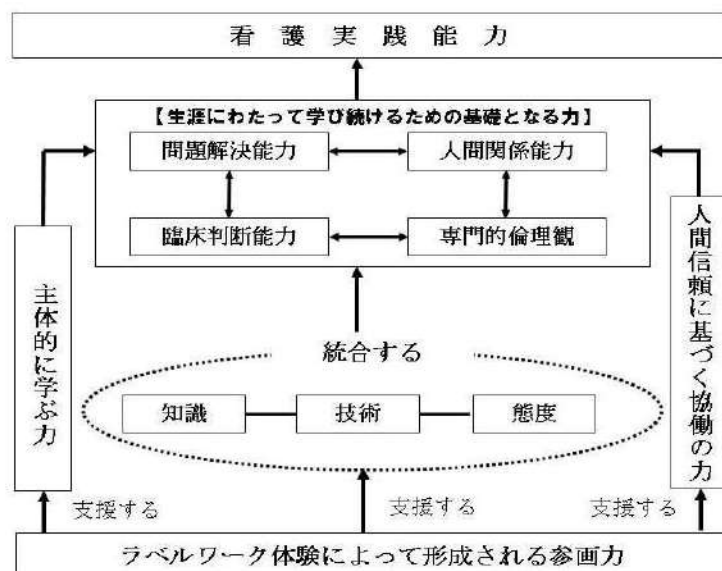 看護実践能力
【生涯にわたって学び続けるための基礎となる力】
問題解決能力
人間関係能力
臨床判断能力
専門的倫理観
主体的に学ぶ力
人間信頼に基づく協働の力
統合する
知識
技術
態度
支援する
支援する
支援する
ラベルワーク体験によって形成される参画力